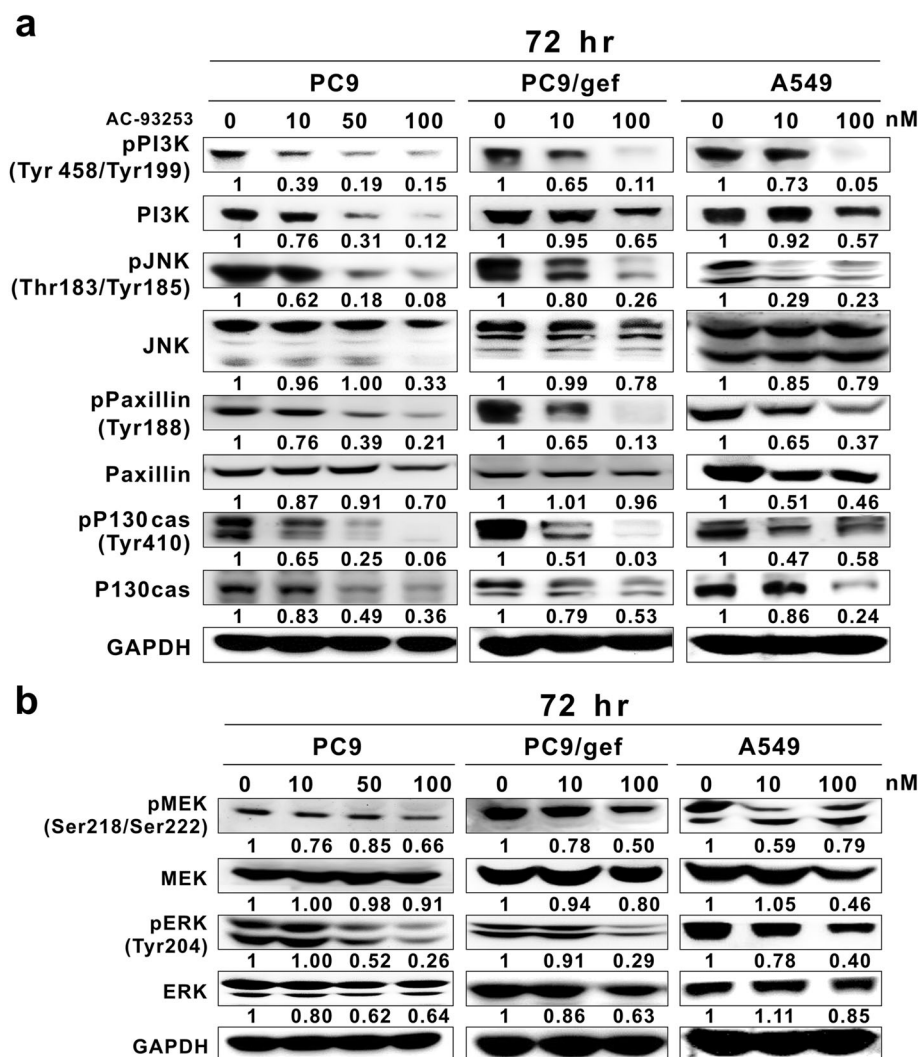 a
72 hr
PC9 PC9/gef A549
AC-93253 0 10 50 100 0 10 100 0 10 100 nM
pPI3K
(Tyr 458/Tyr199)
1 0.39 0.19 0.15 1 0.65 0.11 1 0.73 0.05
PI3K
1 0.76 0.31 0.12 1 0.95 0.65 1 0.92 0.57
pJNK
(Thr183/Tyr185)
1 0.62 0.18 0.08 1 0.80 0.26 1 0.29 0.23
JNK
1 0.96 1.00 0.33 1 0.99 0.78 1 0.85 0.79
pPaxillin
(Tyr188)
1 0.76 0.39 0.21 1 0.65 0.13 1 0.65 0.37
Paxillin
1 0.87 0.91 0.70 1 1.01 0.96 1 0.51 0.46
pP130cas
(Tyr410)
1 0.65 0.25 0.06 1 0.51 0.03 1 0.47 0.58
P130cas
1 0.83 0.49 0.36 1 0.79 0.53 1 0.86 0.24
GAPDH
b
72 hr
PC9 PC9/gef A549
0 10 50 100 0 10 100 0 10 100 nM
pMEK
(Ser218/Ser222)
1 0.76 0.85 0.66 1 0.78 0.50 1 0.59 0.79
MEK
1 1.00 0.98 0.91 1 0.94 0.80 1 1.05 0.46
pERK
(Tyr204)
1 1.00 0.52 0.26 1 0.91 0.29 1 0.78 0.40
ERK
1 0.80 0.62 0.64 1 0.86 0.63 1 1.11 0.85
GAPDH